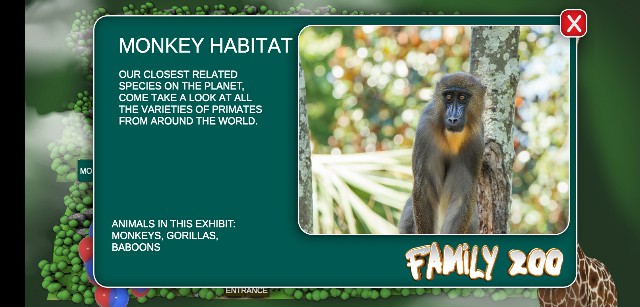 MONKEY HABITAT
OUR CLOSEST RELATED
SPECIES ON THE PLANET,
COME TAKE A LOOK AT ALL
THE VARIETIES OF PRIMATES
FROM AROUND THE WORLD.
MO
ANIMALS IN THIS EXHIBIT:
MONKEYS, GORILLAS,
BABOONS
FAMILY ZOO
ENTRANCE
X